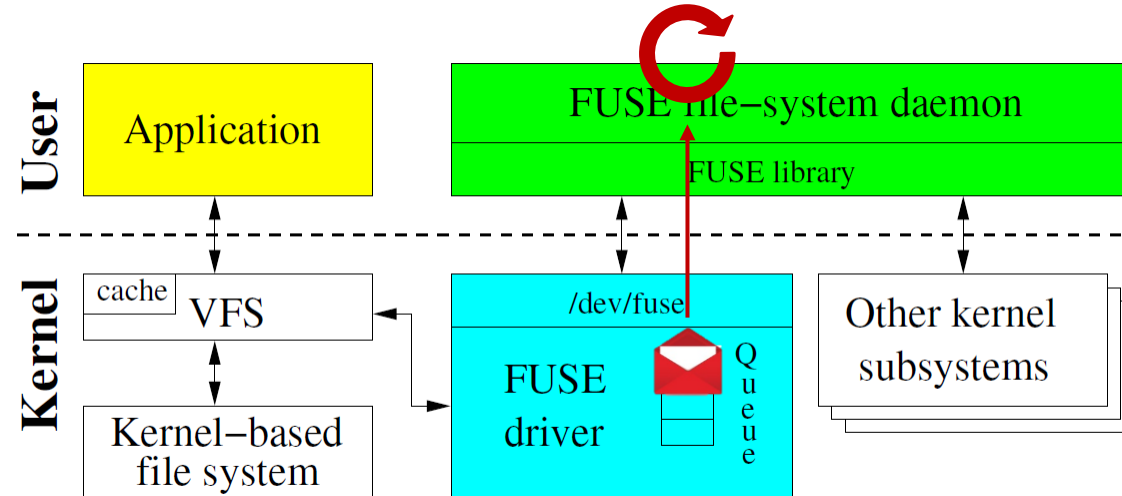 User
Application
FUSE file−system daemon
FUSE library
Kernel
cache
VFS
/dev/fuse
FUSE
driver
Queue
Other kernel
subsystems
Kernel−based
file system